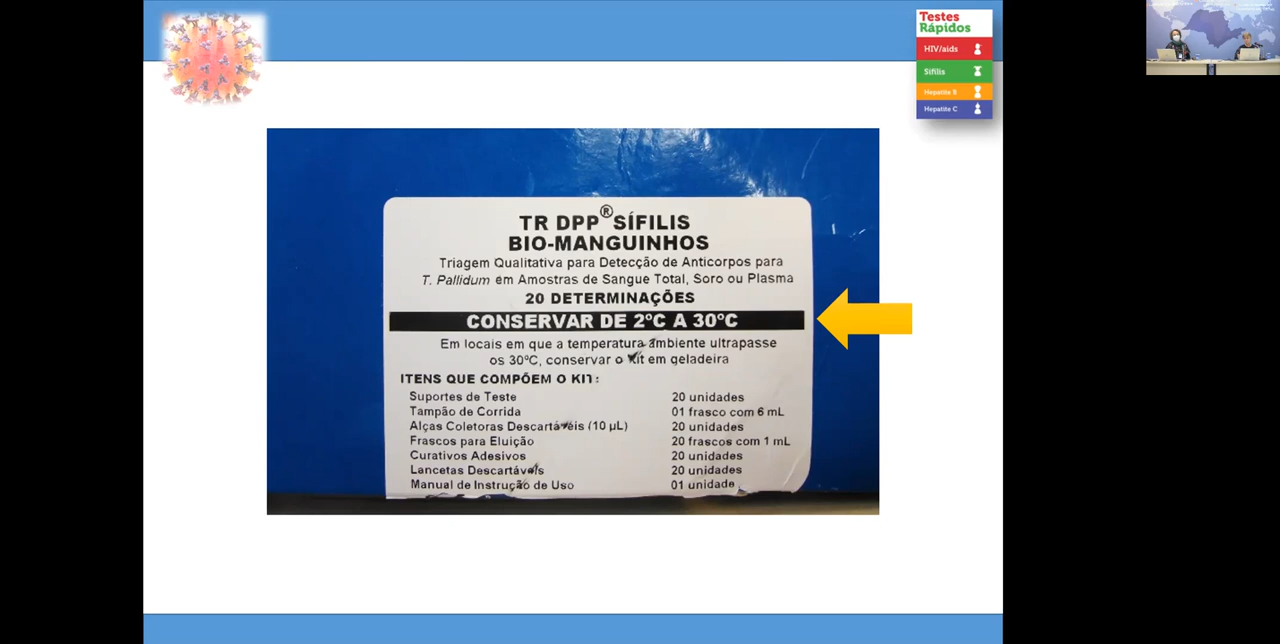 Testes
Rápidos
HIV/aids
Sífilis
Hepatite B
Hepatite C
TR DPP® SÍFILIS
BIO-MANGUINHOS
Triagem Qualitativa para Detecção de Anticorpos para
T. Pallidum em Amostras de Sangue Total, Soro ou Plasma
20 DETERMINAÇÕES
CONSERVAR DE 2ºC A 30ºC
Em locais em que a temperatura ambiente ultrapasse
os 30ºC, conservar o Kit em geladeira
ITENS QUE COMPÕEM O KIT:
Suportes de Teste 20 unidades
Tampão de Corrida 01 frasco com 6 mL
Alças Coletoras Descartáveis (10 µL) 20 unidades
Frascos para Eluição 20 frascos com 1 mL
Curativos Adesivos 20 unidades
Lancetas Descartáveis 20 unidades
Manual de Instrução de Uso 01 unidade